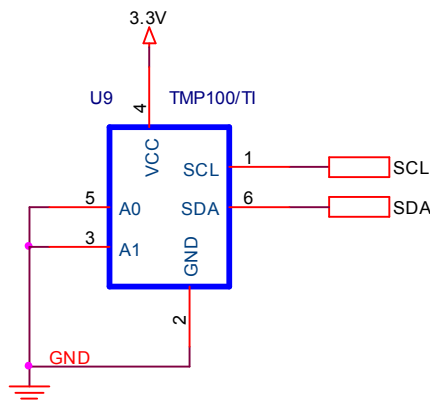 3.3V
U9 TMP100/TI
4
VCC
SCL 1 SCL
5 A0 SDA 6 SDA
3 A1
GND
2
GND